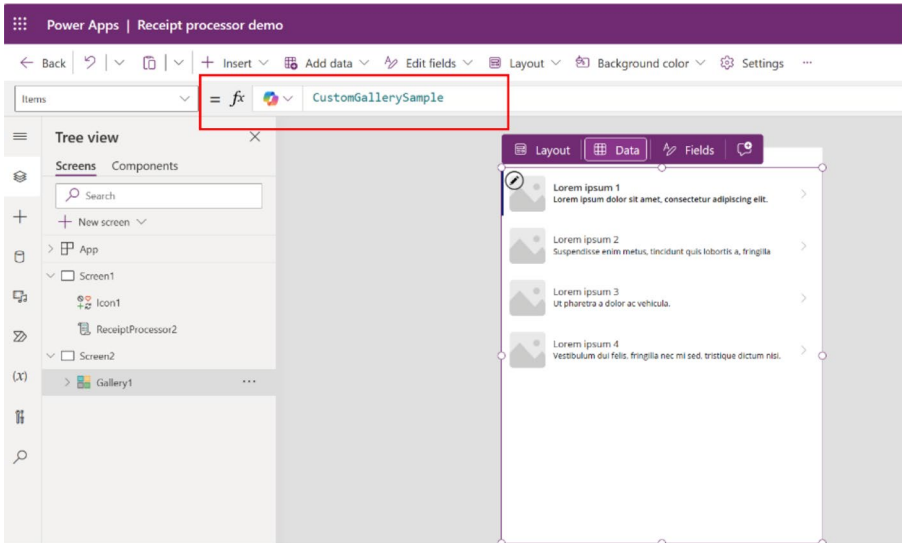 Power Apps | Receipt processor demo
Back Insert Add data Edit fields Layout Background color Settings ...
Items = fx CustomGallerySample
Tree view
Screens Components
Search
New screen
App
Screen1
Icon1
ReceiptProcessor2
Screen2
Gallery1 ...
(x)
Layout Data Fields
Lorem ipsum 1
Lorem ipsum dolor sit amet, consectetur adipiscing elit.
Lorem ipsum 2
Suspendisse enim metus, tincidunt quis lobortis a, fringilla
Lorem ipsum 3
Ut pharetra a dolor ac vehicula.
Lorem ipsum 4
Vestibulum dui felis, fringilla nec mi sed, tristique dictum nisi.